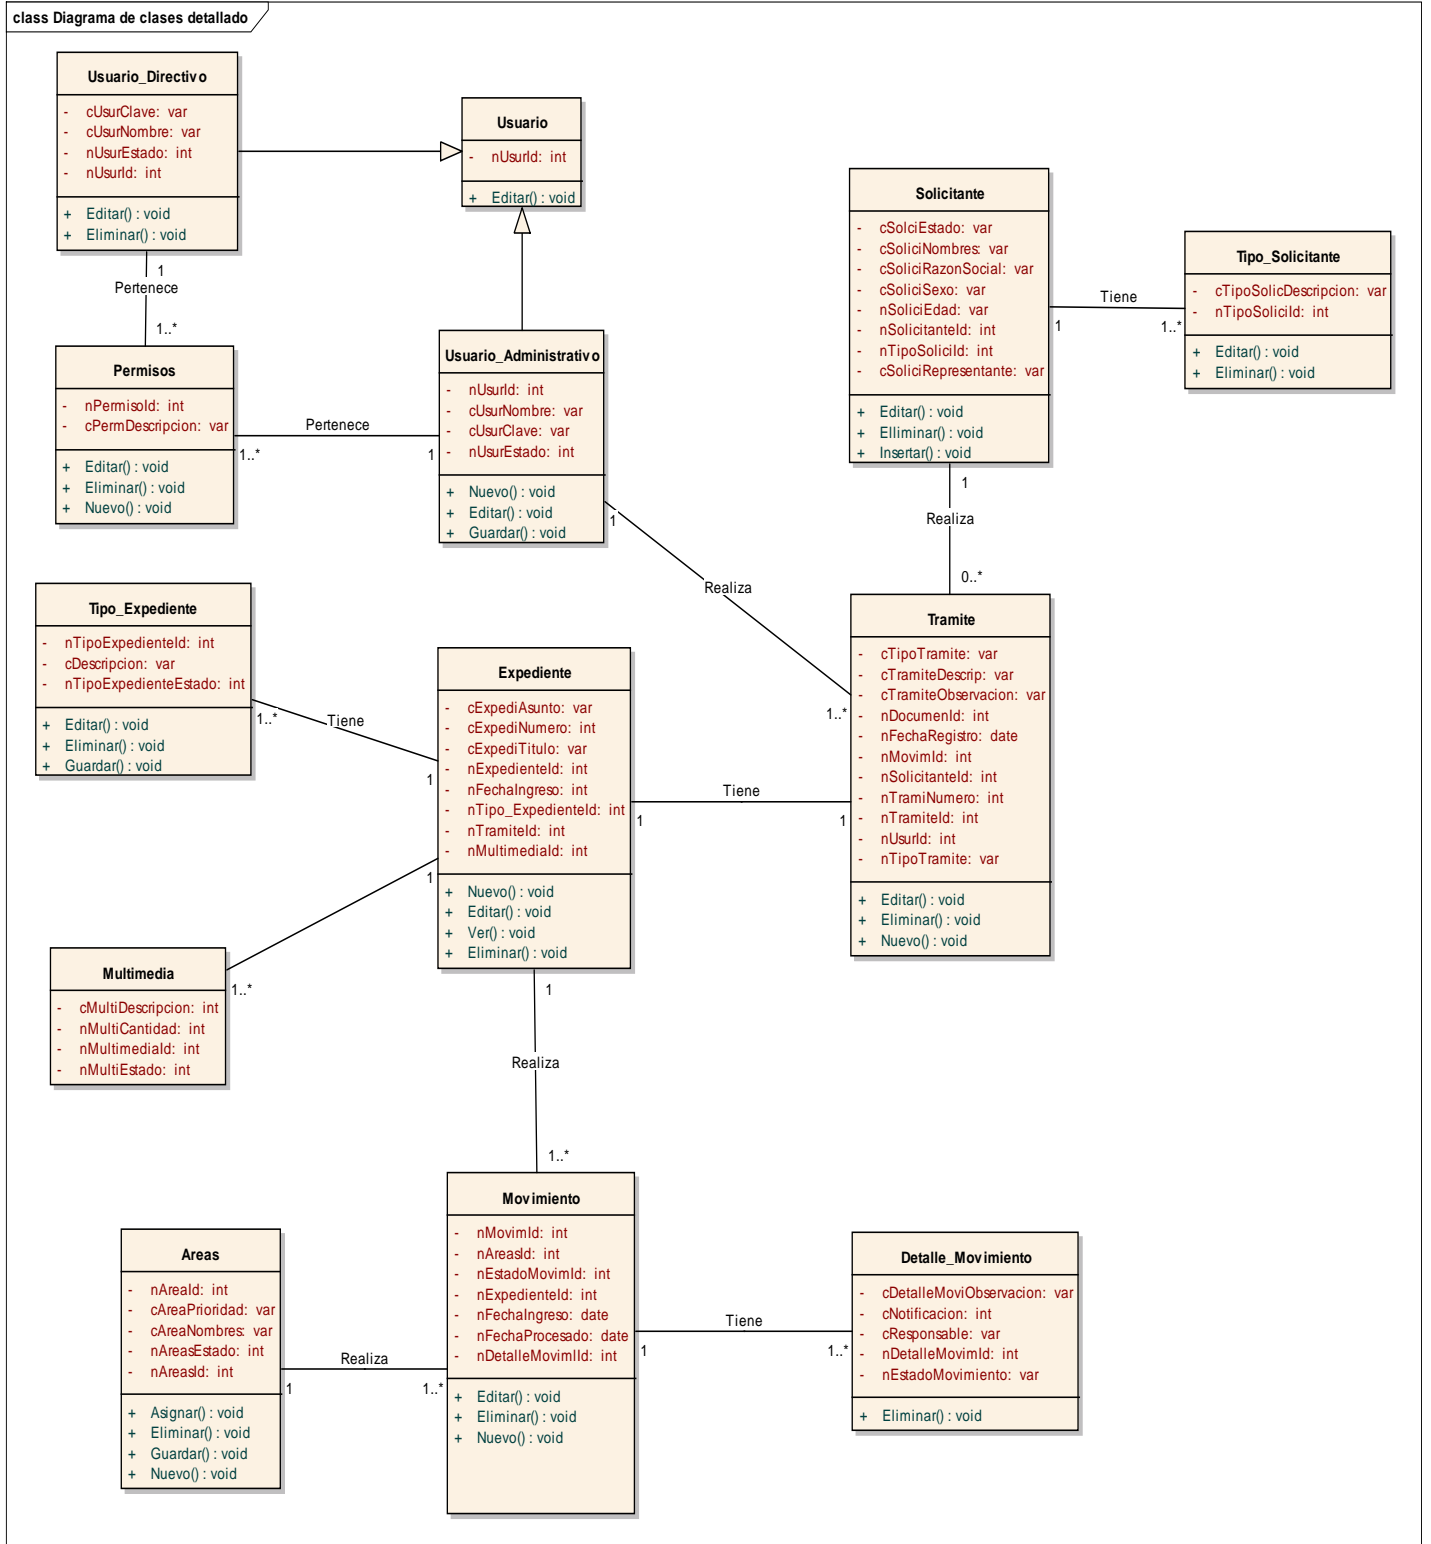 class Diagrama de clases detallado
Usuario_Directivo
- cUsurClave: var
- cUsurNombre: var
- nUsurEstado: int
- nUsurId: int
+ Editar() : void
+ Eliminar() : void
Usuario
- nUsurId: int
+ Editar() : void
Solicitante
- cSolciEstado: var
- cSoliciNombres: var
- cSoliciRazonSocial: var
- cSoliciSexo: var
- nSoliciEdad: var
- nSolicitanteId: int
- nTipoSoliciId: int
- cSoliciRepresentante: var
+ Editar() : void
+ Elliminar() : void
+ Insertar() : void
Tipo_Solicitante
- cTipoSolicDescripcion: var
- nTipoSoliciId: int
+ Editar() : void
+ Eliminar() : void
Tiene
1
1..*
1
Pertenece
1..*
Permisos
- nPermisoId: int
- cPermDescripcion: var
+ Editar() : void
+ Eliminar() : void
+ Nuevo() : void
Pertenece
1..*
1
Usuario_Administrativo
- nUsurId: int
- cUsurNombre: var
- cUsurClave: var
- nUsurEstado: int
+ Nuevo() : void
+ Editar() : void
+ Guardar() : void
1
Realiza
1..*
1
Realiza
0..*
Tipo_Expediente
- nTipoExpedienteId: int
- cDescripcion: var
- nTipoExpedienteEstado: int
+ Editar() : void
+ Eliminar() : void
+ Guardar() : void
1..*
Tiene
1
Expediente
- cExpediAsunto: var
- cExpediNumero: int
- cExpediTitulo: var
- nExpedienteId: int
- nFechaIngreso: int
- nTipo_ExpedienteId: int
- nTramiteId: int
- nMultimediaId: int
+ Nuevo() : void
+ Editar() : void
+ Ver() : void
+ Eliminar() : void
Tiene
1
1
Tramite
- cTipoTramite: var
- cTramiteDescrip: var
- cTramiteObservacion: var
- nDocumenId: int
- nFechaRegistro: date
- nMovimId: int
- nSolicitanteId: int
- nTramiNumero: int
- nTramiteId: int
- nUsurId: int
- nTipoTramite: var
+ Editar() : void
+ Eliminar() : void
+ Nuevo() : void
1
1..*
Multimedia
- cMultiDescripcion: int
- nMultiCantidad: int
- nMultimediaId: int
- nMultiEstado: int
1
Realiza
1..*
Movimiento
- nMovimId: int
- nAreasId: int
- nEstadoMovimId: int
- nExpedienteId: int
- nFechaIngreso: date
- nFechaProcesado: date
- nDetalleMovimIId: int
+ Editar() : void
+ Eliminar() : void
+ Nuevo() : void
Areas
- nAreaId: int
- cAreaPrioridad: var
- cAreaNombres: var
- nAreasEstado: int
- nAreasId: int
+ Asignar() : void
+ Eliminar() : void
+ Guardar() : void
+ Nuevo() : void
Realiza
1
1..*
Tiene
1
1..*
Detalle_Movimiento
- cDetalleMoviObservacion: var
- cNotificacion: int
- cResponsable: var
- nDetalleMovimId: int
- nEstadoMovimiento: var
+ Eliminar() : void